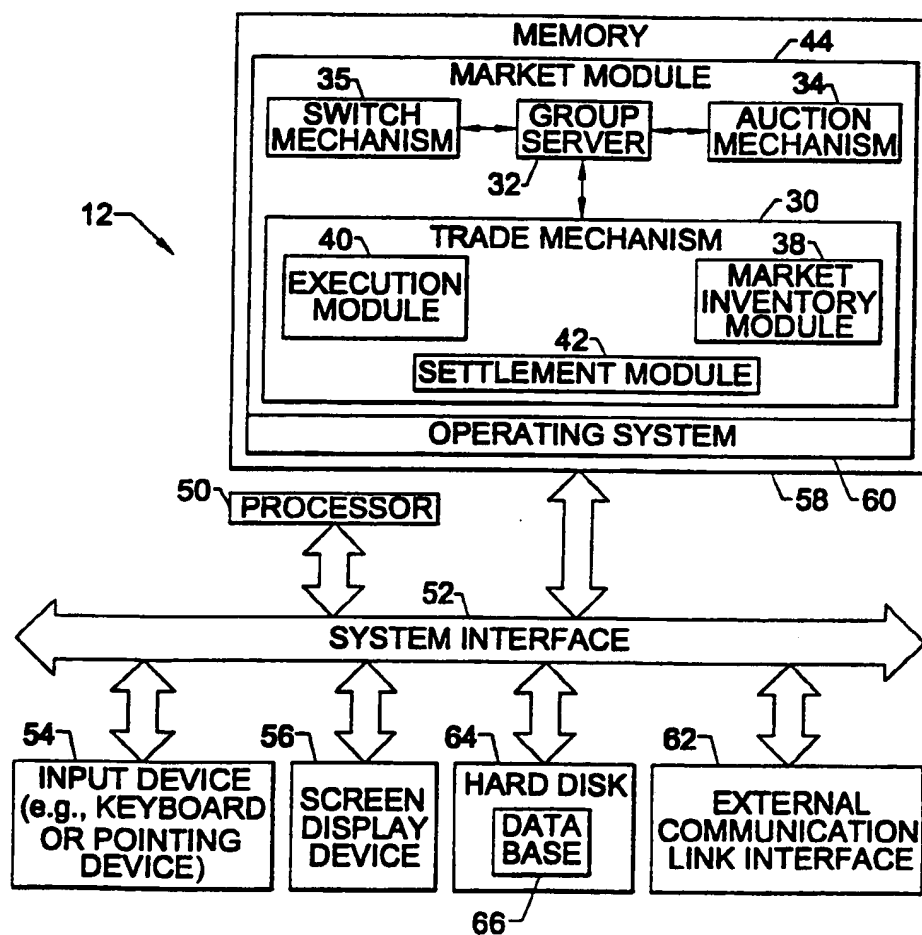 MEMORY
44
MARKET MODULE
35
34
SWITCH
MECHANISM
GROUP
SERVER
AUCTION
MECHANISM
32
12
30
TRADE MECHANISM
40
38
EXECUTION
MODULE
MARKET
INVENTORY
MODULE
42
SETTLEMENT MODULE
OPERATING SYSTEM
50
PROCESSOR
58
60
52
SYSTEM INTERFACE
54
56
64
62
INPUT DEVICE
(e.g., KEYBOARD
OR POINTING
DEVICE)
SCREEN
DISPLAY
DEVICE
HARD DISK
DATA
BASE
EXTERNAL
COMMUNICATION
LINK INTERFACE
66